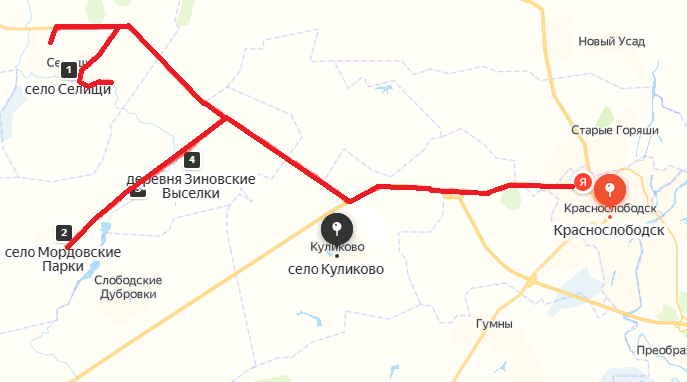 Новый Усад
1
село Селищи
Старые Горяши
4
деревня Зиновские
Выселки
Я
Краснослободск
Краснослободск
2
село Мордовские
Парки
Куликово
село Куликово
Слободские
Дубровки
Гумны
Преобра